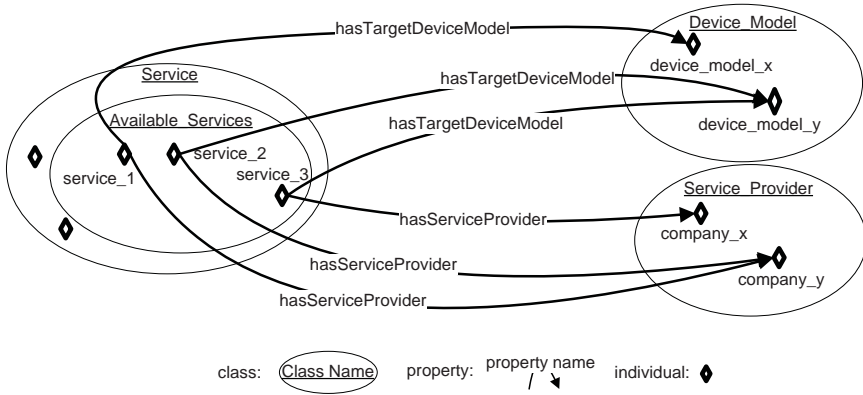 hasTargetDeviceModel
Device_Model
device_model_x
Service
hasTargetDeviceModel
Available_Services
hasTargetDeviceModel
device_model_y
service_1
service_2
service_3
Service_Provider
hasServiceProvider
company_x
hasServiceProvider
company_y
hasServiceProvider
class: Class Name property: property name individual: